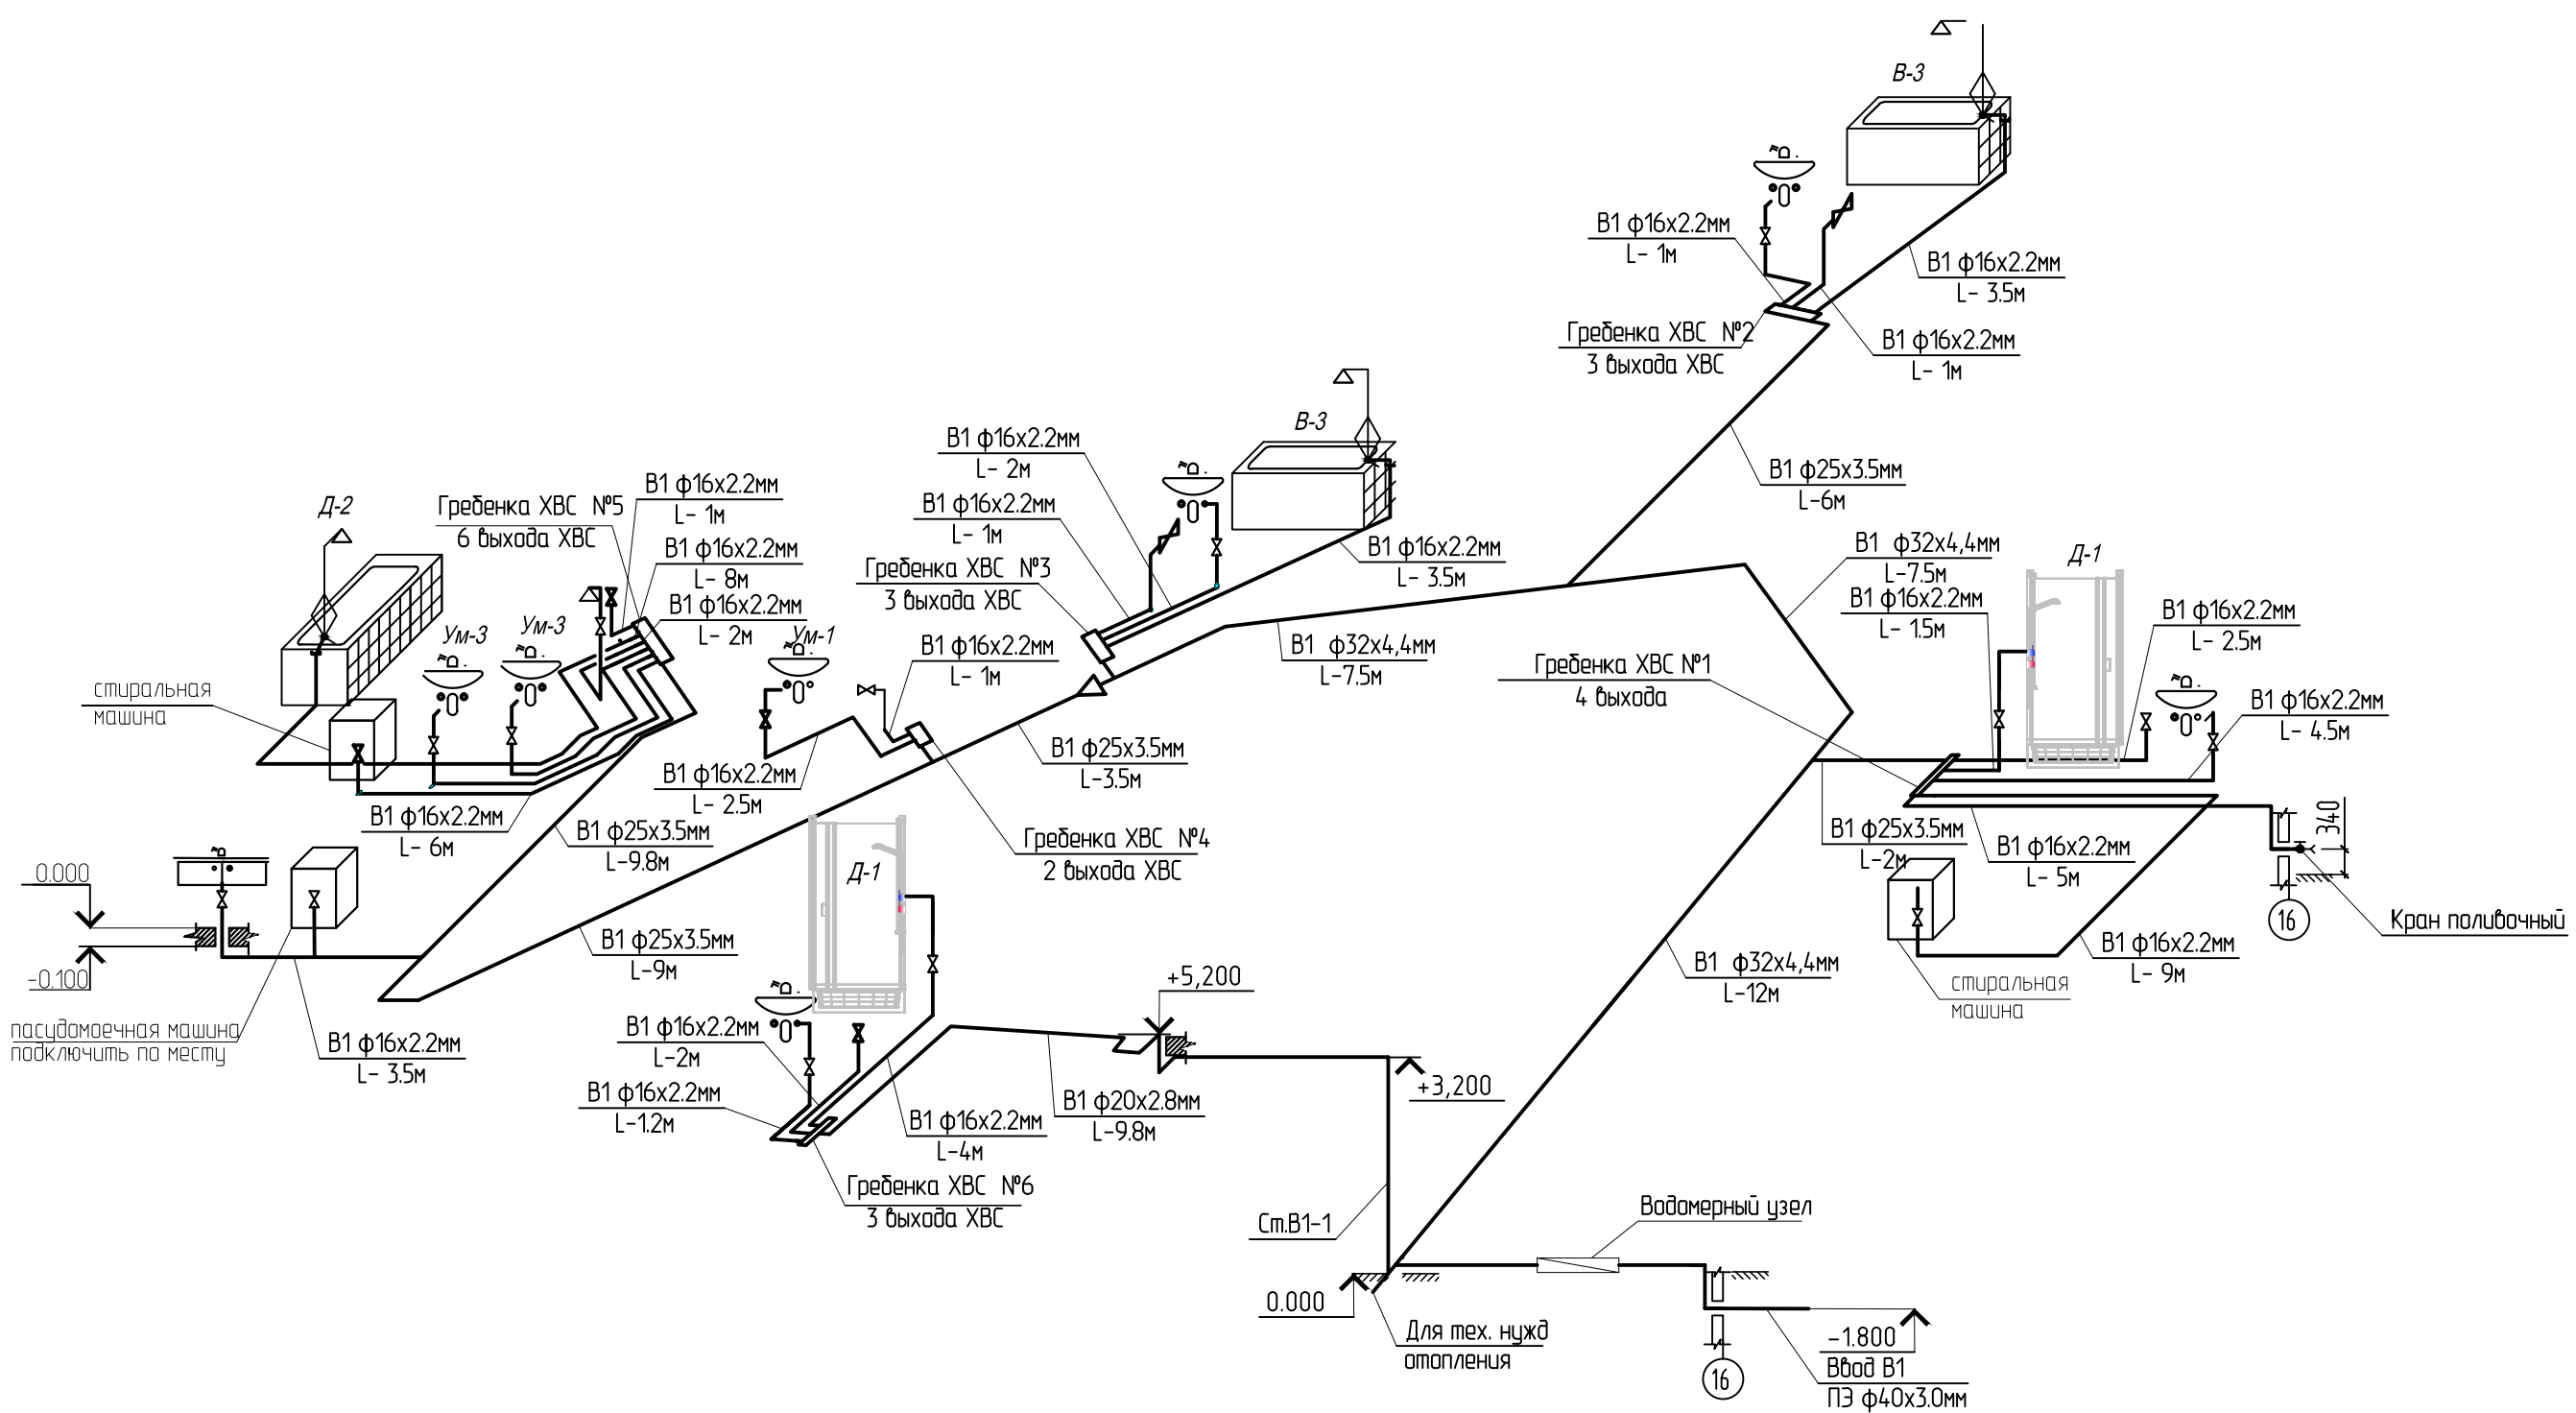 В-3
В1 ф16х2.2мм
L- 1м
В1 ф16х2.2мм
L- 3.5м
Гребенка ХВС №2
3 выхода ХВС
В1 ф16х2.2мм
L- 1м
В1 ф25х3.5мм
L-6м
В-3
В1 ф16х2.2мм
L- 2м
В1 ф16х2.2мм
L- 1м
Гребенка ХВС №3
3 выхода ХВС
В1 ф16х2.2мм
L- 3.5м
Д-2
Гребенка ХВС №5
6 выхода ХВС
В1 ф16х2.2мм
L- 1м
В1 ф16х2.2мм
L- 8м
В1 ф16х2.2мм
L- 2м
Ум-3
Ум-3
Ум-1
В1 ф16х2.2мм
L- 1м
В1 ф32х4,4мм
L-7.5м
В1 ф32х4,4мм
L-7.5м
В1 ф16х2.2мм
L- 1.5м
Д-1
В1 ф16х2.2мм
L- 2.5м
Гребенка ХВС №1
4 выхода
В1 ф16х2.2мм
L- 4.5м
стиральная
машина
В1 ф16х2.2мм
L- 6м
В1 ф25х3.5мм
L-9.8м
В1 ф16х2.2мм
L- 2.5м
В1 ф25х3.5мм
L-3.5м
Гребенка ХВС №4
2 выхода ХВС
В1 ф25х3.5мм
L-2м
В1 ф16х2.2мм
L- 5м
340
16
Кран поливочный
0.000
-0.100
Д-1
В1 ф25х3.5мм
L-9м
В1 ф32х4,4мм
L-12м
стиральная
машина
В1 ф16х2.2мм
L- 9м
пасудомоечная машина
подключить по месту
В1 ф16х2.2мм
L- 3.5м
В1 ф16х2.2мм
L-2м
В1 ф16х2.2мм
L-1.2м
+5,200
+3,200
В1 ф20х2.8мм
L-9.8м
В1 ф16х2.2мм
L-4м
Гребенка ХВС №6
3 выхода ХВС
Ст.В1-1
Водомерный узел
0.000
Для тех. нужд
отопления
16
-1.800
Ввод В1
ПЭ ф40х3.0мм